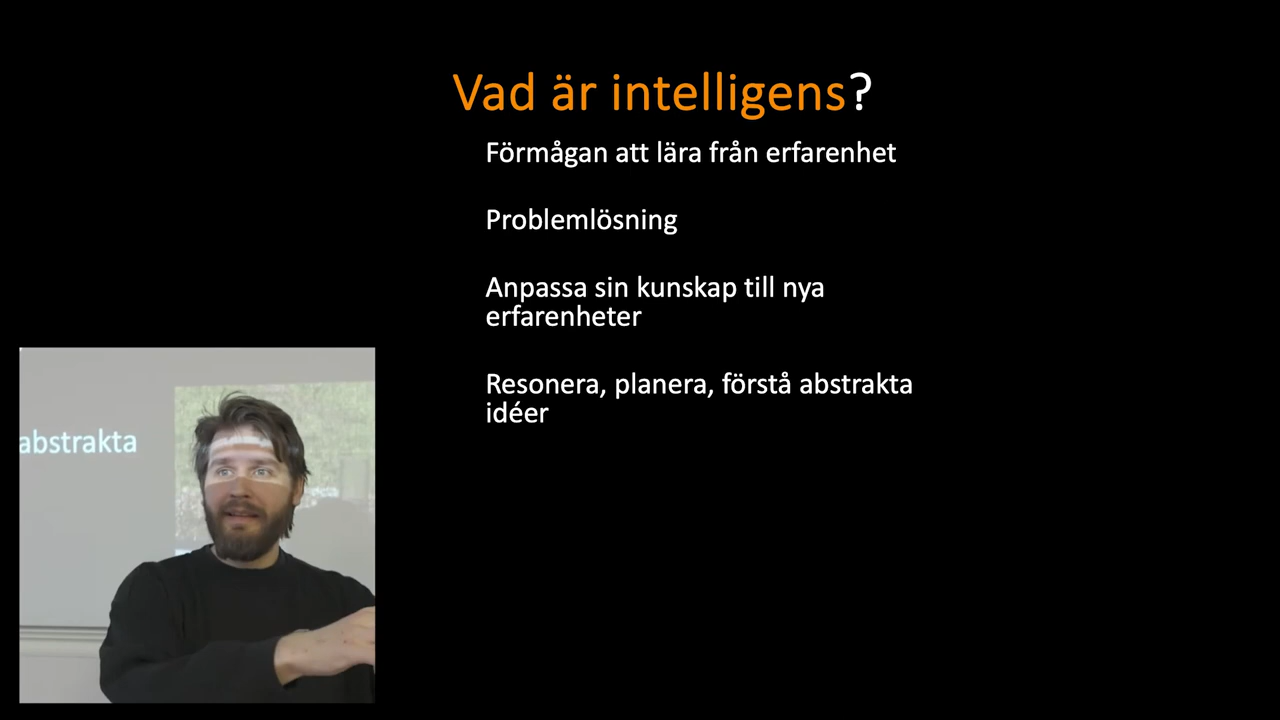 Vad är intelligens?
Förmågan att lära från erfarenhet
Problemlösning
Anpassa sin kunskap till nya
erfarenheter
Resonera, planera, förstå abstrakta
idéer
abstrakta